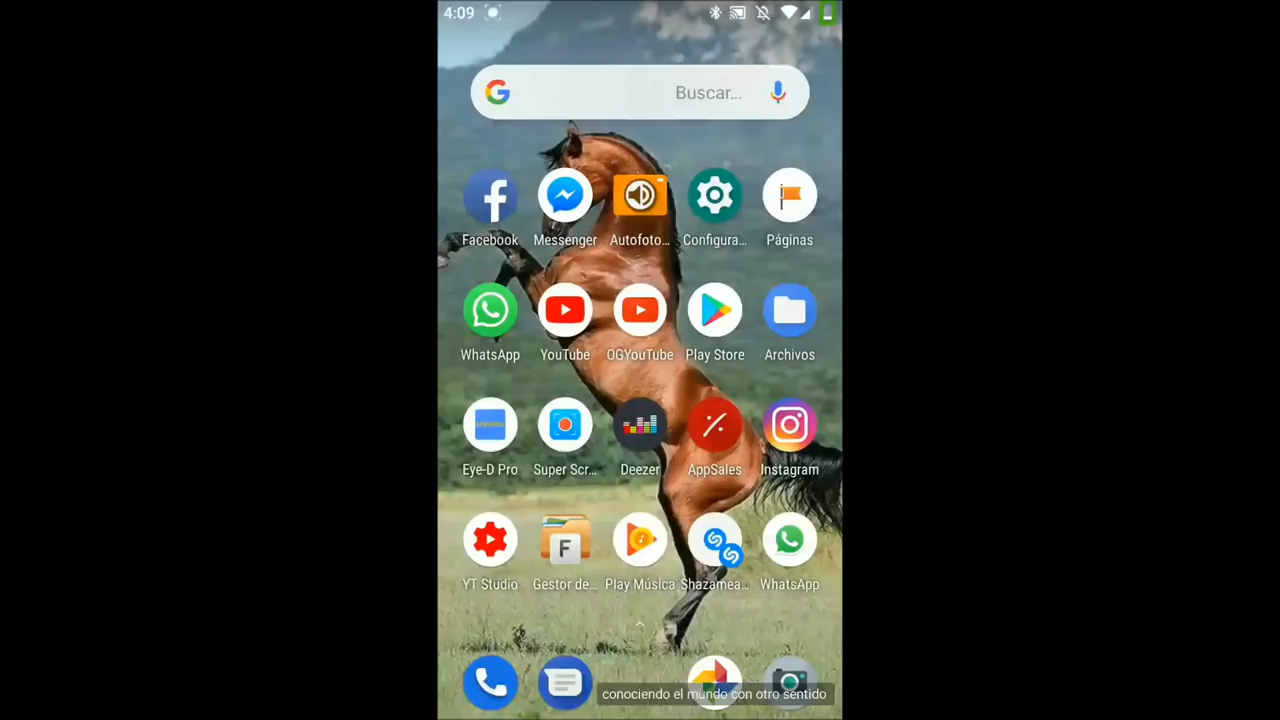 4:09
Buscar...
Facebook
Messenger
Autofoto...
Configura...
Páginas
WhatsApp
YouTube
OGYouTube
Play Store
Archivos
Eye-D Pro
Super Scr...
Deezer
AppSales
Instagram
YT Studio
F
Gestor de...
Play Música
Shazamea...
WhatsApp
conociendo el mundo con otro sentido